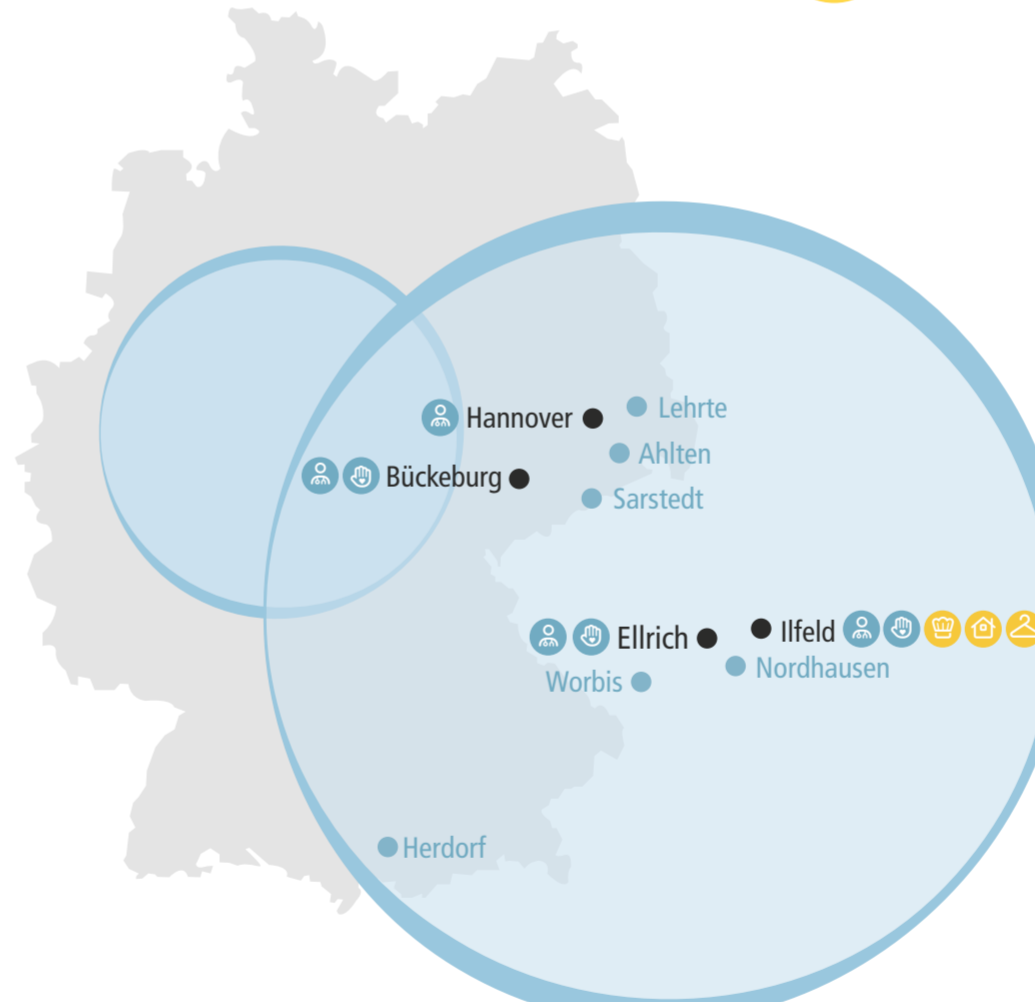 Lehrte
Hannover
Ahlten
Bückeburg
Sarstedt
Ellrich
Ilfeld
Nordhausen
Worbis
Herdorf